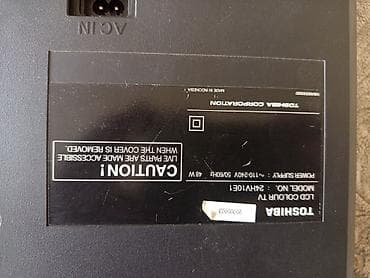 AC IN
TOSHIBA
LCD COLOUR TV
MODEL NO. : 24HV10E1
POWER SUPPLY : ~ 110-240V 50/60Hz 48 W
TOSHIBA CORPORATION
MADE IN INDONESIA
CAUTION!
LIVE PARTS ARE MADE ACCESSIBLE
WHEN THE COVER IS REMOVED.